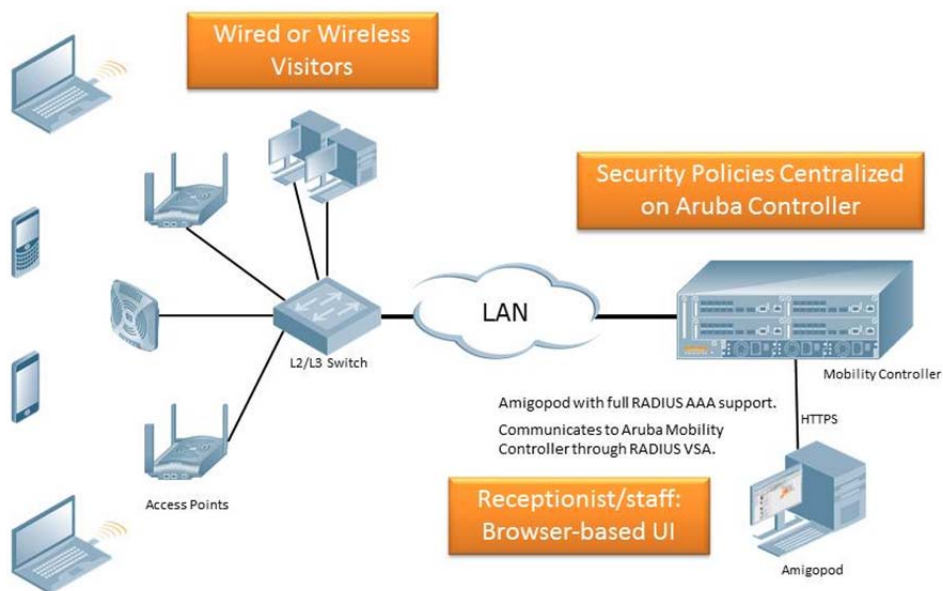 Wired or Wireless
Visitors
Security Policies Centralized
on Aruba Controller
LAN
L2/L3 Switch
Mobility Controller
Amigopod with full RADIUS AAA support.
Communicates to Aruba Mobility
Controller through RADIUS VSA.
HTTPS
Access Points
Receptionist/staff:
Browser-based UI
Amigopod